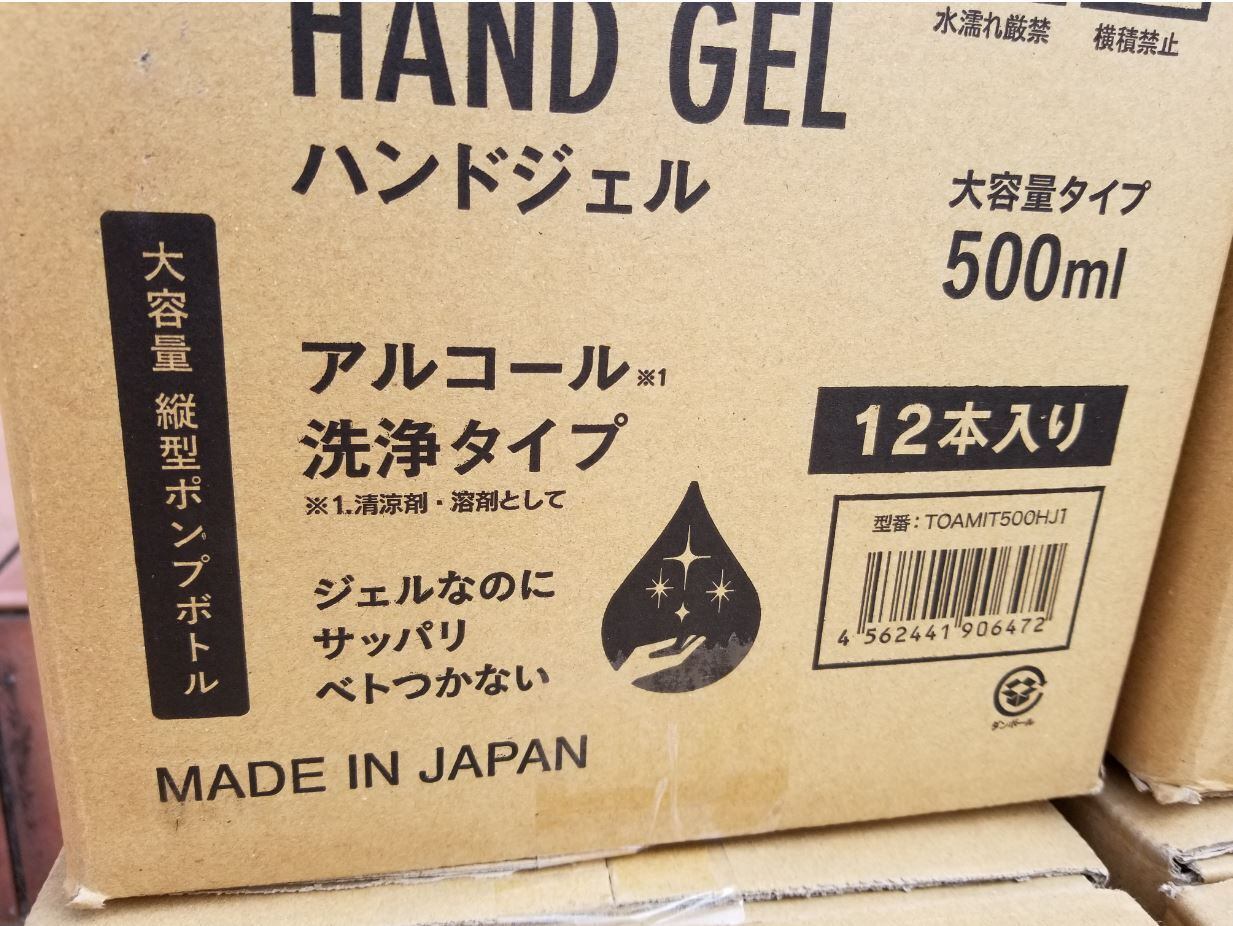 HAND GEL
ハンドジェル
水濡れ厳禁
横積禁止
大容量タイプ
500ml
大容量 縦型ポンプボトル
アルコール※1
洗浄タイプ
※1.清涼剤・溶剤として
12本入り
型番：TOAMIT500HJ1
4 562441 906472
ダンボール
ジェルなのに
サッパリ
ベトつかない
MADE IN JAPAN